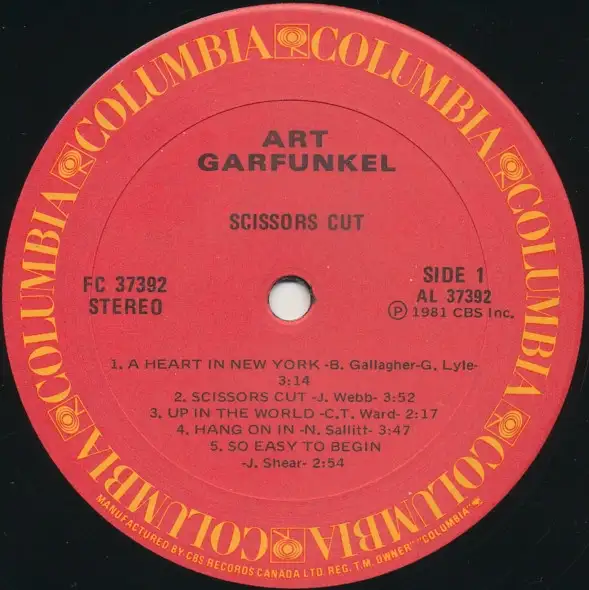 COLUMBIA COLUMBIA COLUMBIA COLUMBIA COLUMBIA COLUMBIA COLUMBIA COLUMBIA
ART
GARFUNKEL
SCISSORS CUT
FC 37392
STEREO
SIDE 1
AL 37392
Ⓟ 1981 CBS Inc.
1. A HEART IN NEW YORK -B. Gallagher-G. Lyle-
3:14
2. SCISSORS CUT -J. Webb- 3:52
3. UP IN THE WORLD -C.T. Ward- 2:17
4. HANG ON IN -N. Sallitt- 3:47
5. SO EASY TO BEGIN
-J. Shear- 2:54
MANUFACTURED BY CBS RECORDS CANADA LTD. REG. T.M. OWNER "COLUMBIA"